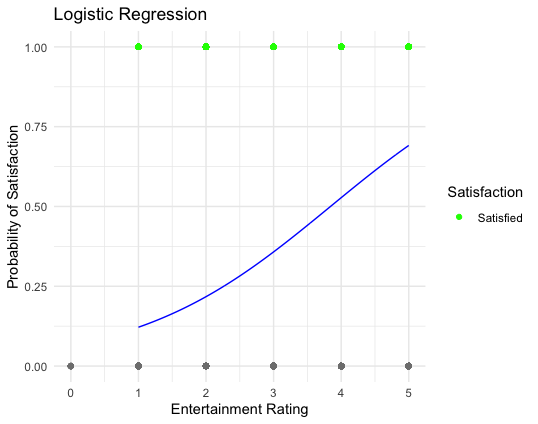 Logistic Regression
1.00
0.75
0.50
0.25
0.00
Probability of Satisfaction
0 1 2 3 4 5
Entertainment Rating
Satisfaction
Satisfied